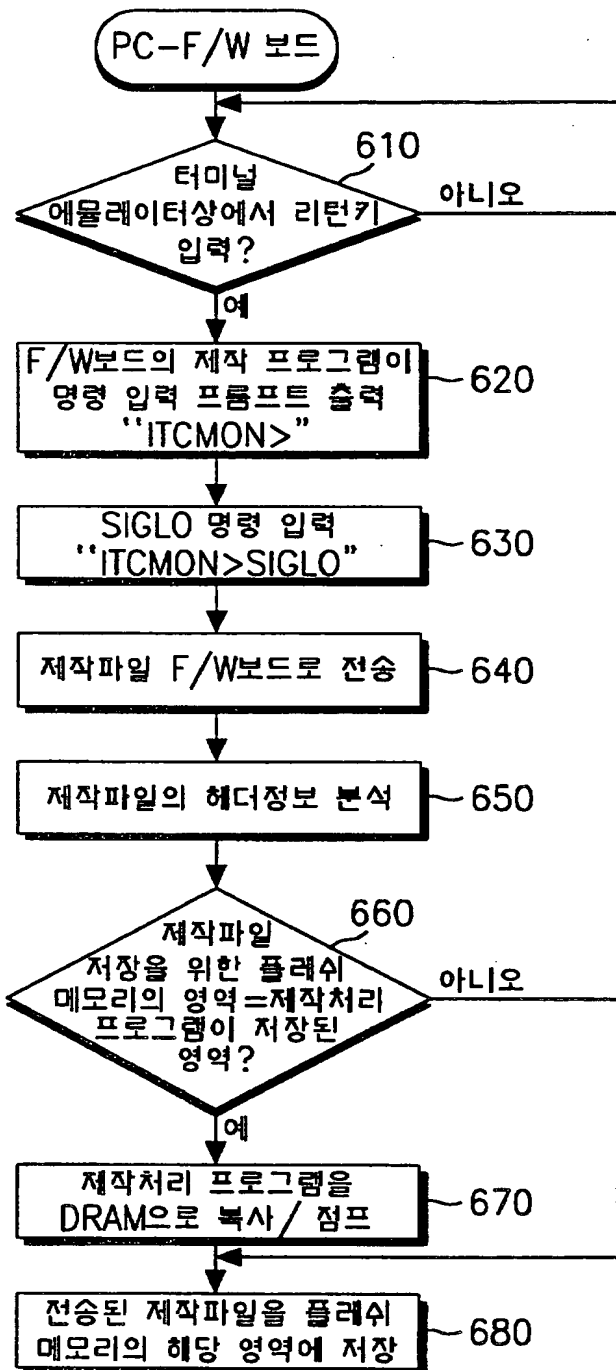 PC-F/W 보드
610
터미널
에뮬레이터상에서 리턴키
입력?
아니오
예
F/W보드의 제작 프로그램이
명령 입력 프롬프트 출력
"ITCMON>"
620
SIGLO 명령 입력
"ITCMON>SIGLO"
630
제작파일 F/W보드로 전송
640
제작파일의 헤더정보 분석
650
660
제작파일
저장을 위한 플래쉬
메모리의 영역=제작처리
프로그램이 저장된
영역?
아니오
예
제작처리 프로그램을
DRAM으로 복사/점프
670
전송된 제작파일을 플래쉬
메모리의 해당 영역에 저장
680